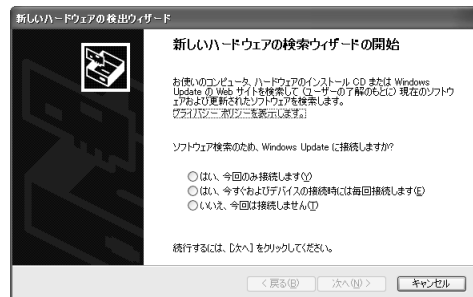 新しいハードウェアの検出ウィザード
新しいハードウェアの検索ウィザードの開始
お使いのコンピュータ、ハードウェアのインストール CD または Windows
Update の Web サイトを検索して (ユーザーの了解のもとに) 現在のソフトウ
ェアおよび更新されたソフトウェアを検索します。
プライバシー ポリシーを表示します。
ソフトウェア検索のため、Windows Update に接続しますか?
はい、今回のみ接続します(Y)
はい、今すぐおよびデバイスの接続時には毎回接続します(E)
いいえ、今回は接続しません(T)
続行するには、[次へ] をクリックしてください。
< 戻る(B)
次へ(N) >
キャンセル